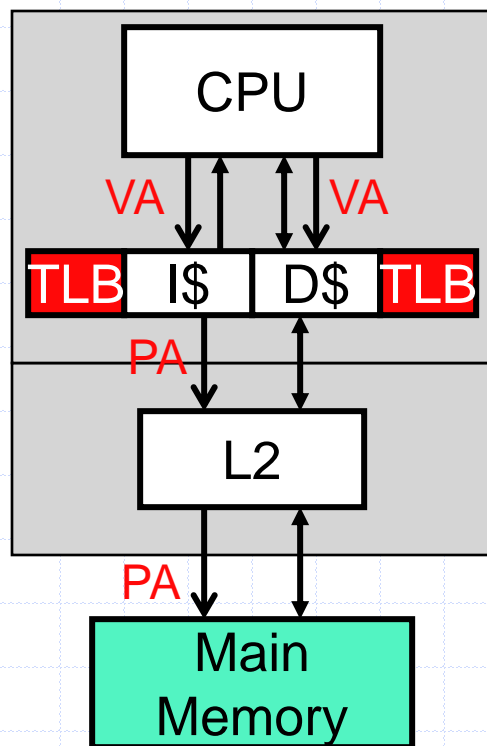 CPU
VA VA
TLB I$ D$ TLB
PA
L2
PA
Main
Memory